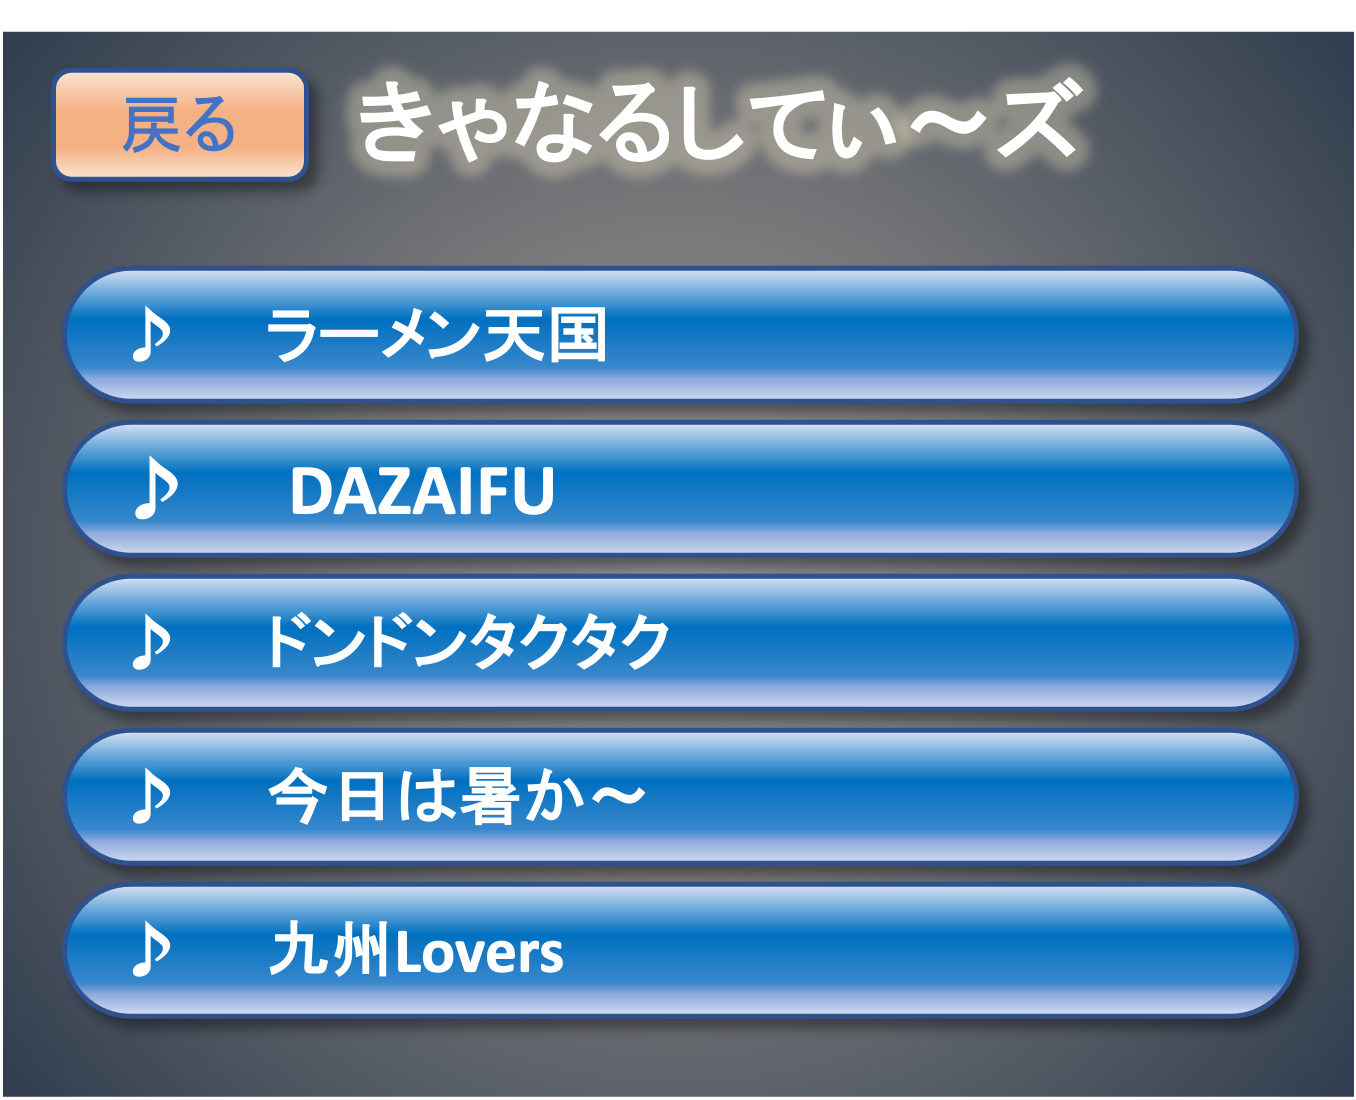 戻る
きゃなるしてぃ～ズ
♪ ラーメン天国
♪ DAZAIFU
♪ ドンドンタクタク
♪ 今日は暑か～
♪ 九州Lovers